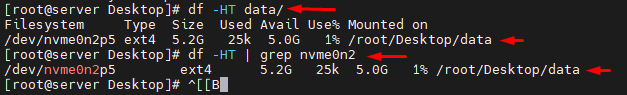 [root@server Desktop]# df -HT data/
Filesystem     Type  Size  Used Avail Use% Mounted on
/dev/nvme0n2p5 ext4  5.2G   25k  5.0G   1% /root/Desktop/data
[root@server Desktop]# df -HT | grep nvme0n2
/dev/nvme0n2p5        ext4      5.2G   25k  5.0G   1% /root/Desktop/data
[root@server Desktop]# ^[[B